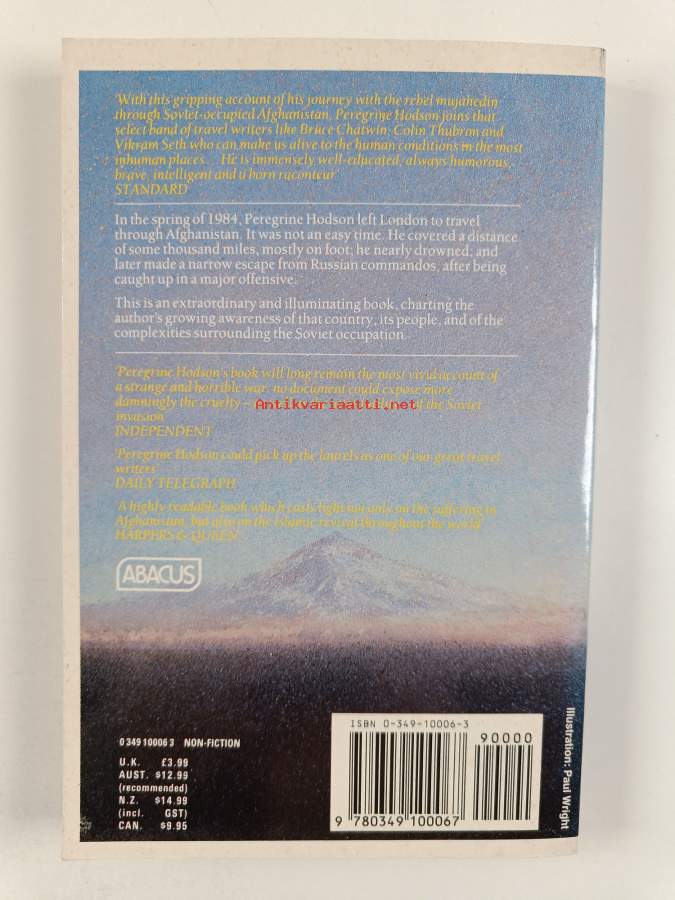 'With this gripping account of his journey with the rebel mujahedin
through Soviet-occupied Afghanistan, Peregrine Hodson joins that
select band of travel writers like Bruce Chatwin, Colin Thubron and
Vikram Seth who can make us alive to the human conditions in the most
inhuman places. He is immensely well-educated, always humorous,
brave, intelligent and a born raconteur'
STANDARD
In the spring of 1984, Peregrine Hodson left London to travel
through Afghanistan. It was not an easy time. He covered a distance
of some thousand miles, mostly on foot; he nearly drowned; and
later made a narrow escape from Russian commandos, after being
caught up in a major offensive.
This is an extraordinary and illuminating book, charting the
author's growing awareness of that country, its people, and of the
complexities surrounding the Soviet occupation.
'Peregrine Hodson's book will long remain the most vivid account of
a strange and horrible war, no document could expose more
damningly the cruelty – of the Soviet
Antikvariaatti.net
invasion'
INDEPENDENT
'Peregrine Hodson could pick up the laurels as one of our great travel
writers'
DAILY TELEGRAPH
'A highly readable book which casts light not only on the suffering in
Afghanistan, but also on the Islamic revival throughout the world'
HARPERS & QUEEN
ABACUS
0 349 10006 3 NON-FICTION
U.K. £3.99
AUST. $12.99
(recommended)
N.Z. $14.99
(incl. GST)
CAN. $9.95
ISBN 0-349-10006-3
90000
9 780349 100067
Illustration: Paul Wright